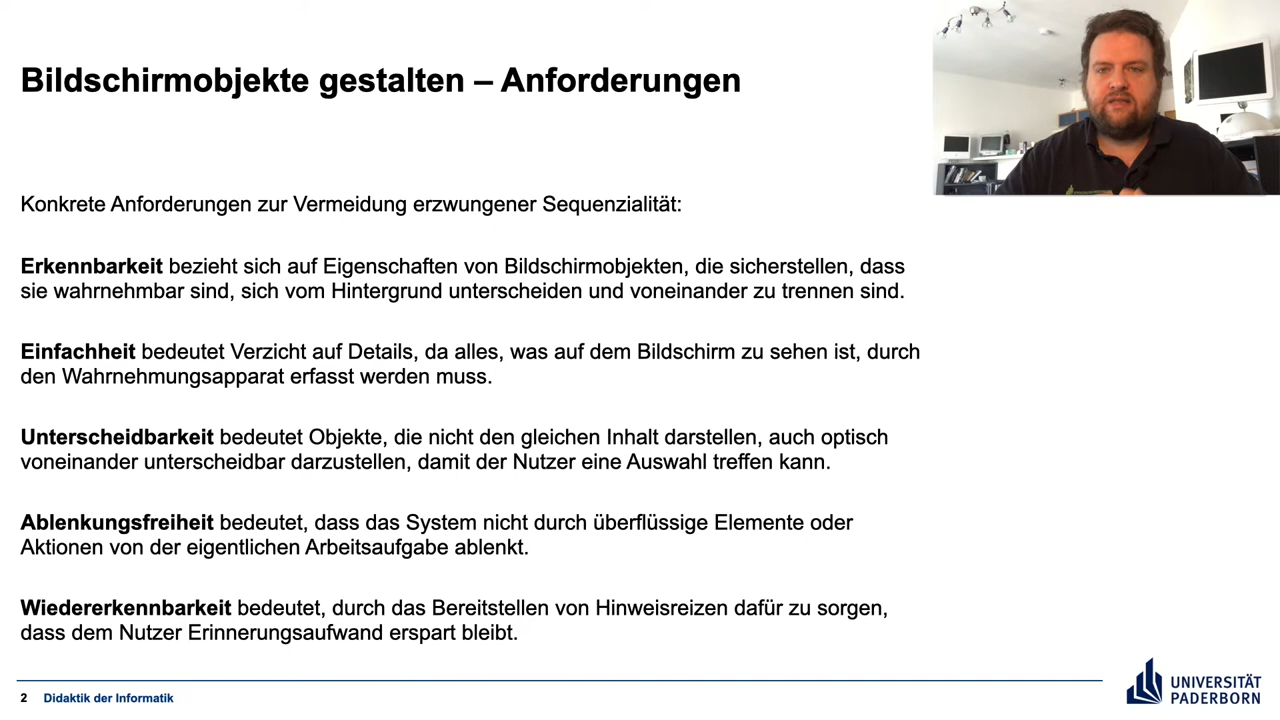 Bildschirmobjekte gestalten – Anforderungen
Konkrete Anforderungen zur Vermeidung erzwungener Sequenzialität:
Erkennbarkeit bezieht sich auf Eigenschaften von Bildschirmobjekten, die sicherstellen, dass
sie wahrnehmbar sind, sich vom Hintergrund unterscheiden und voneinander zu trennen sind.
Einfachheit bedeutet Verzicht auf Details, da alles, was auf dem Bildschirm zu sehen ist, durch
den Wahrnehmungsapparat erfasst werden muss.
Unterscheidbarkeit bedeutet Objekte, die nicht den gleichen Inhalt darstellen, auch optisch
voneinander unterscheidbar darzustellen, damit der Nutzer eine Auswahl treffen kann.
Ablenkungsfreiheit bedeutet, dass das System nicht durch überflüssige Elemente oder
Aktionen von der eigentlichen Arbeitsaufgabe ablenkt.
Wiedererkennbarkeit bedeutet, durch das Bereitstellen von Hinweisreizen dafür zu sorgen,
dass dem Nutzer Erinnerungsaufwand erspart bleibt.
2 Didaktik der Informatik
UNIVERSITÄT
PADERBORN